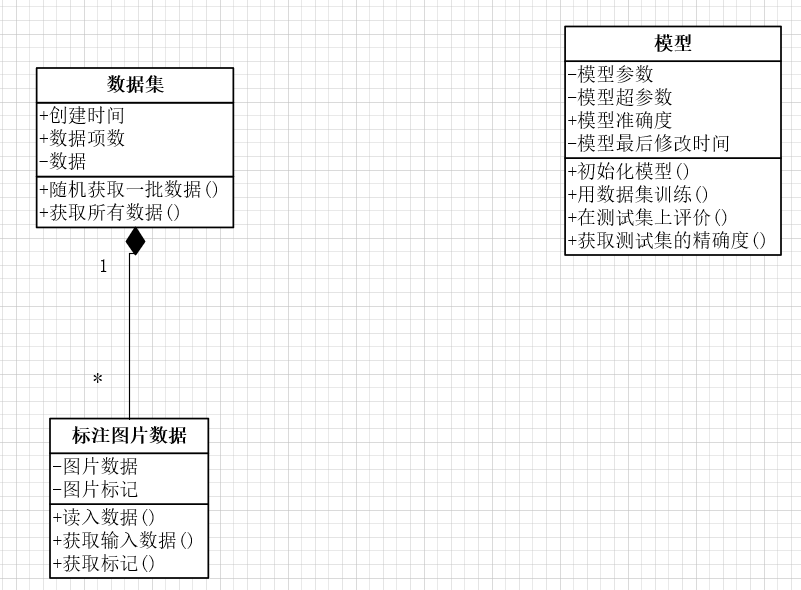 数据集
+创建时间
+数据项数
-数据
+随机获取一批数据()
+获取所有数据()
1
*
标注图片数据
-图片数据
-图片标记
+读入数据()
+获取输入数据()
+获取标记()
模型
-模型参数
-模型超参数
+模型准确度
-模型最后修改时间
+初始化模型()
+用数据集训练()
+在测试集上评价()
+获取测试集的精确度()